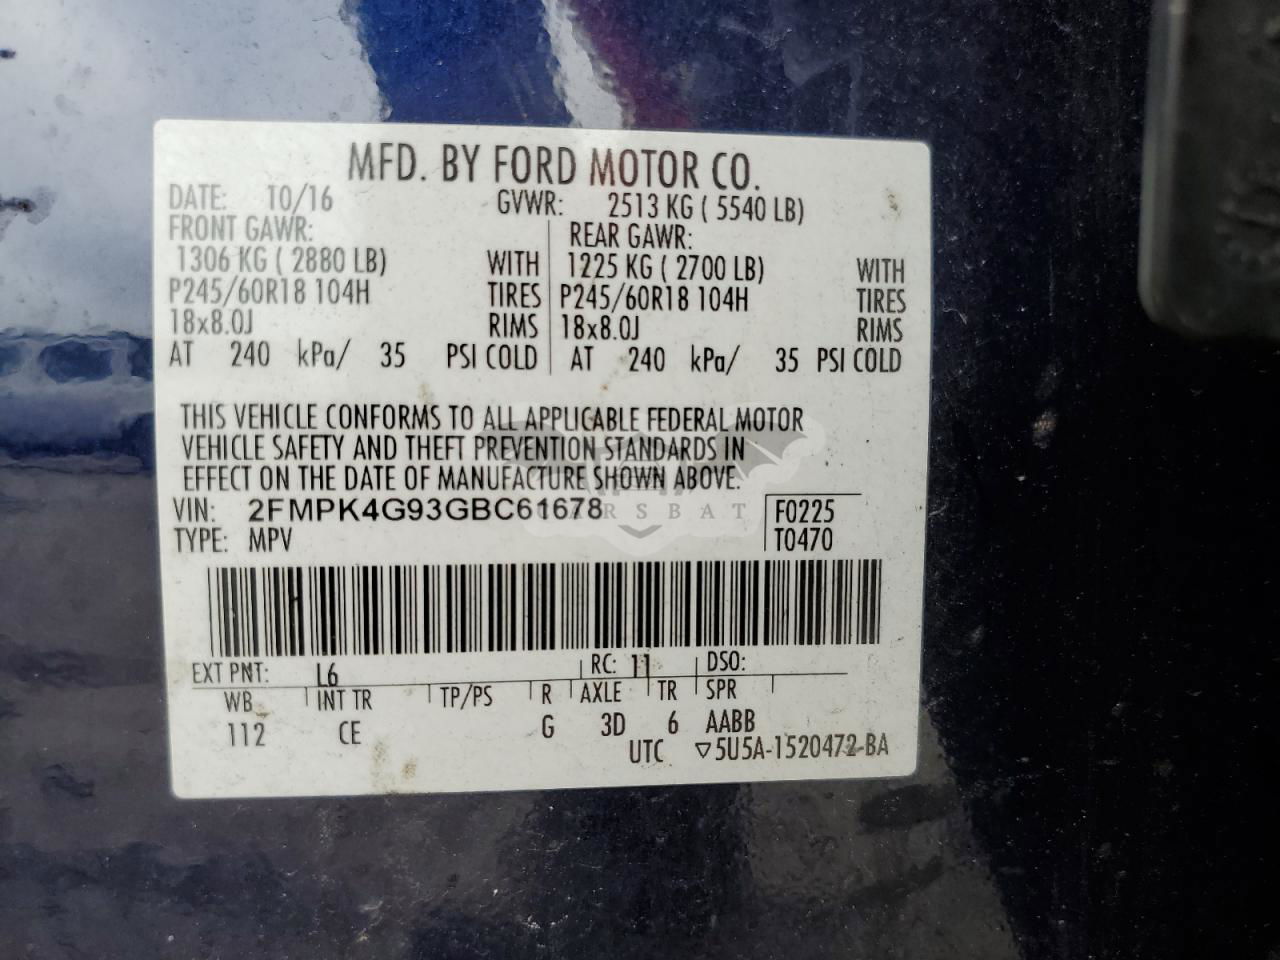 MFD. BY FORD MOTOR CO.
DATE: 10/16 GVWR: 2513 KG ( 5540 LB)
FRONT GAWR: REAR GAWR:
1306 KG ( 2880 LB) WITH 1225 KG ( 2700 LB) WITH
P245/60R18 104H TIRES P245/60R18 104H TIRES
18x8.0J RIMS 18x8.0J RIMS
AT 240 kPa/ 35 PSI COLD AT 240 kPa/ 35 PSI COLD
THIS VEHICLE CONFORMS TO ALL APPLICABLE FEDERAL MOTOR
VEHICLE SAFETY AND THEFT PREVENTION STANDARDS IN
EFFECT ON THE DATE OF MANUFACTURE SHOWN ABOVE.
VIN: 2FMPK4G93GBC61678 F0225
CARSBAT
TYPE: MPV T0470
EXT PNT: L6 RC: 11 DSO:
WB INT TR TP/PS R AXLE TR SPR
112 CE G 3D 6 AABB
UTC ▽5U5A-1520472-BA